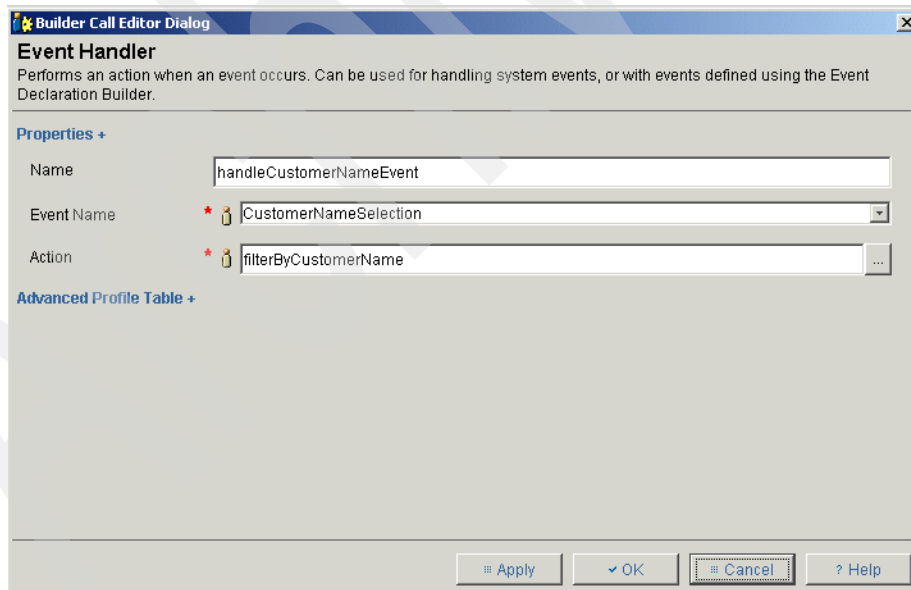 Builder Call Editor Dialog
Event Handler
Performs an action when an event occurs. Can be used for handling system events, or with events defined using the Event
Declaration Builder.
Properties +
Name handleCustomerNameEvent
Event Name * CustomerNameSelection
Action * filterByCustomerName ...
Advanced Profile Table +
Apply OK Cancel ? Help